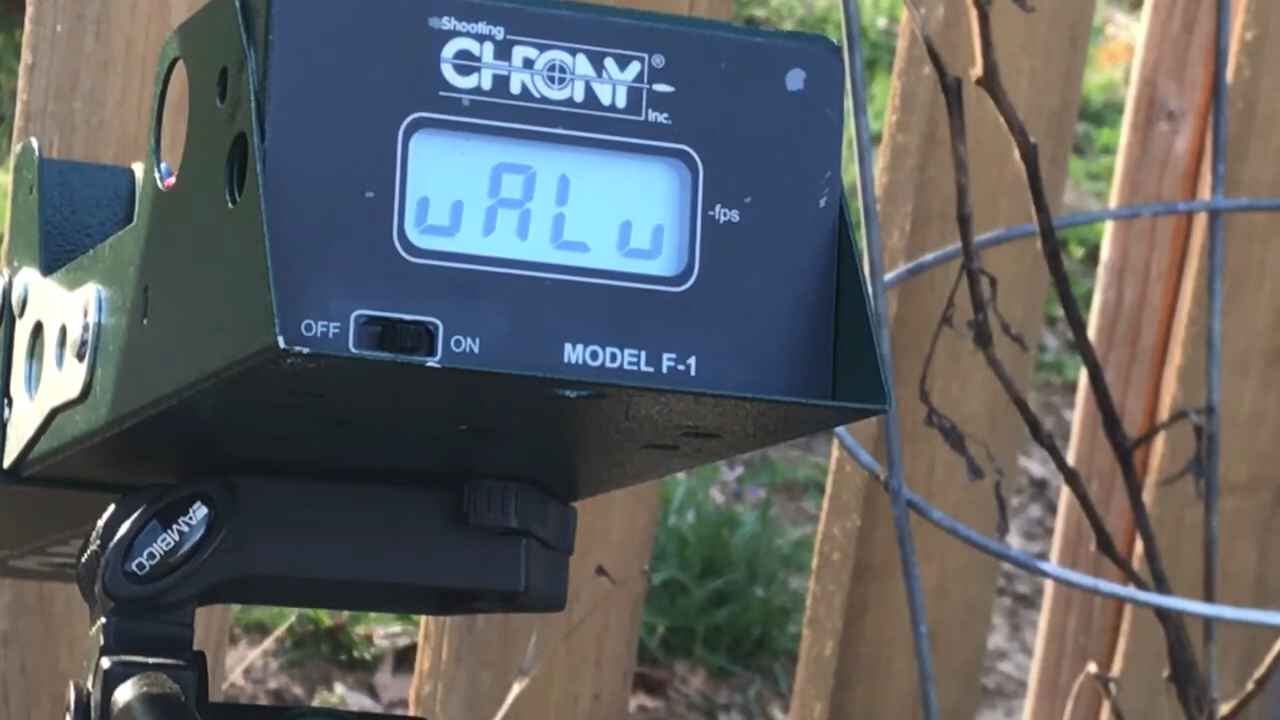 Shooting
CHRONY®
Inc.
uALu
-fps
OFF ON
MODEL F-1
AMBICO